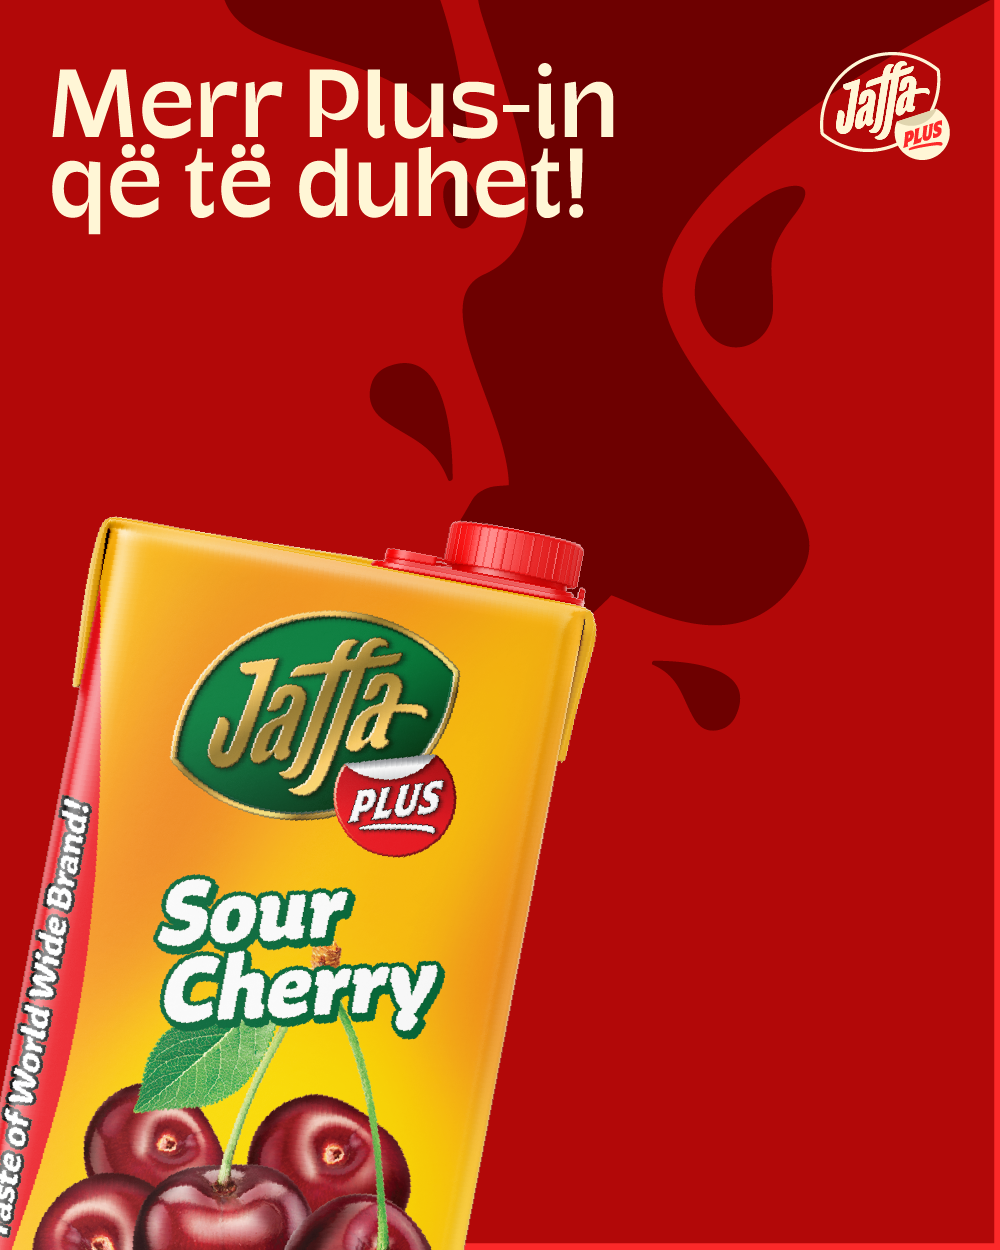 Merr Plus-in
që të duhet!
Jaffa
PLUS
Jaffa
PLUS
Sour
Cherry
Taste of World Wide Brand!